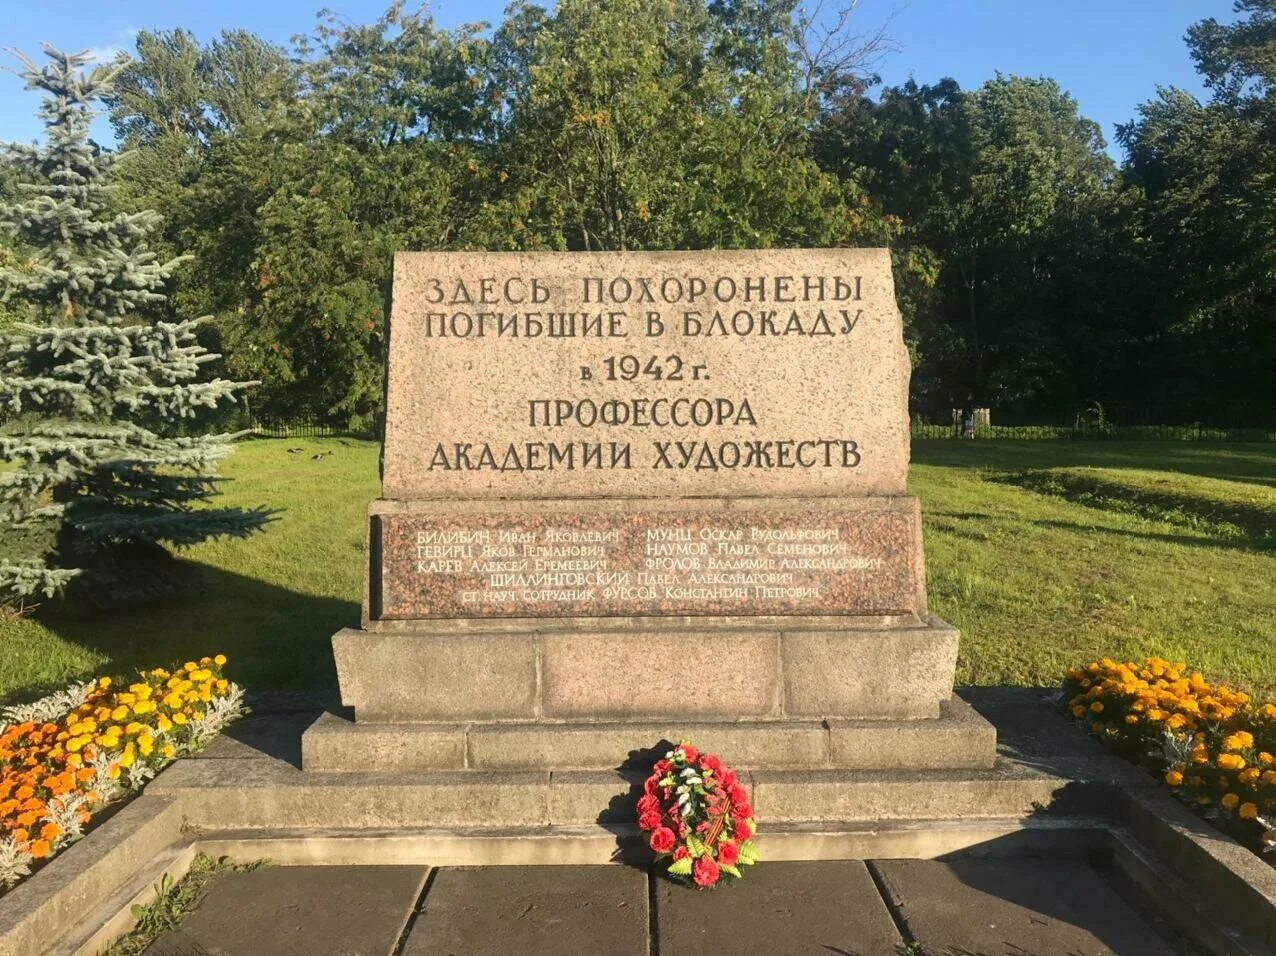 ЗДЕСЬ ПОХОРОНЕНЫ
ПОГИБШИЕ В БЛОКАДУ
в 1942 г.
ПРОФЕССОРА
АКАДЕМИИ ХУДОЖЕСТВ
БИЛИБИН ИВАН ЯКОВЛЕВИЧ МУНЦ ОСКАР РУДОЛЬФОВИЧ
ГЕВИРЦ ЯКОВ ГЕРМАНОВИЧ НАУМОВ ПАВЕЛ СЕМЕНОВИЧ
КАРЕВ АЛЕКСЕЙ ЕРЕМЕЕВИЧ ФРОЛОВ ВЛАДИМИР АЛЕКСАНДРОВИЧ
ШИЛЛИНГОВСКИЙ ПАВЕЛ АЛЕКСАНДРОВИЧ
СТ. НАУЧ. СОТРУДНИК ФУРСОВ КОНСТАНТИН ПЕТРОВИЧ